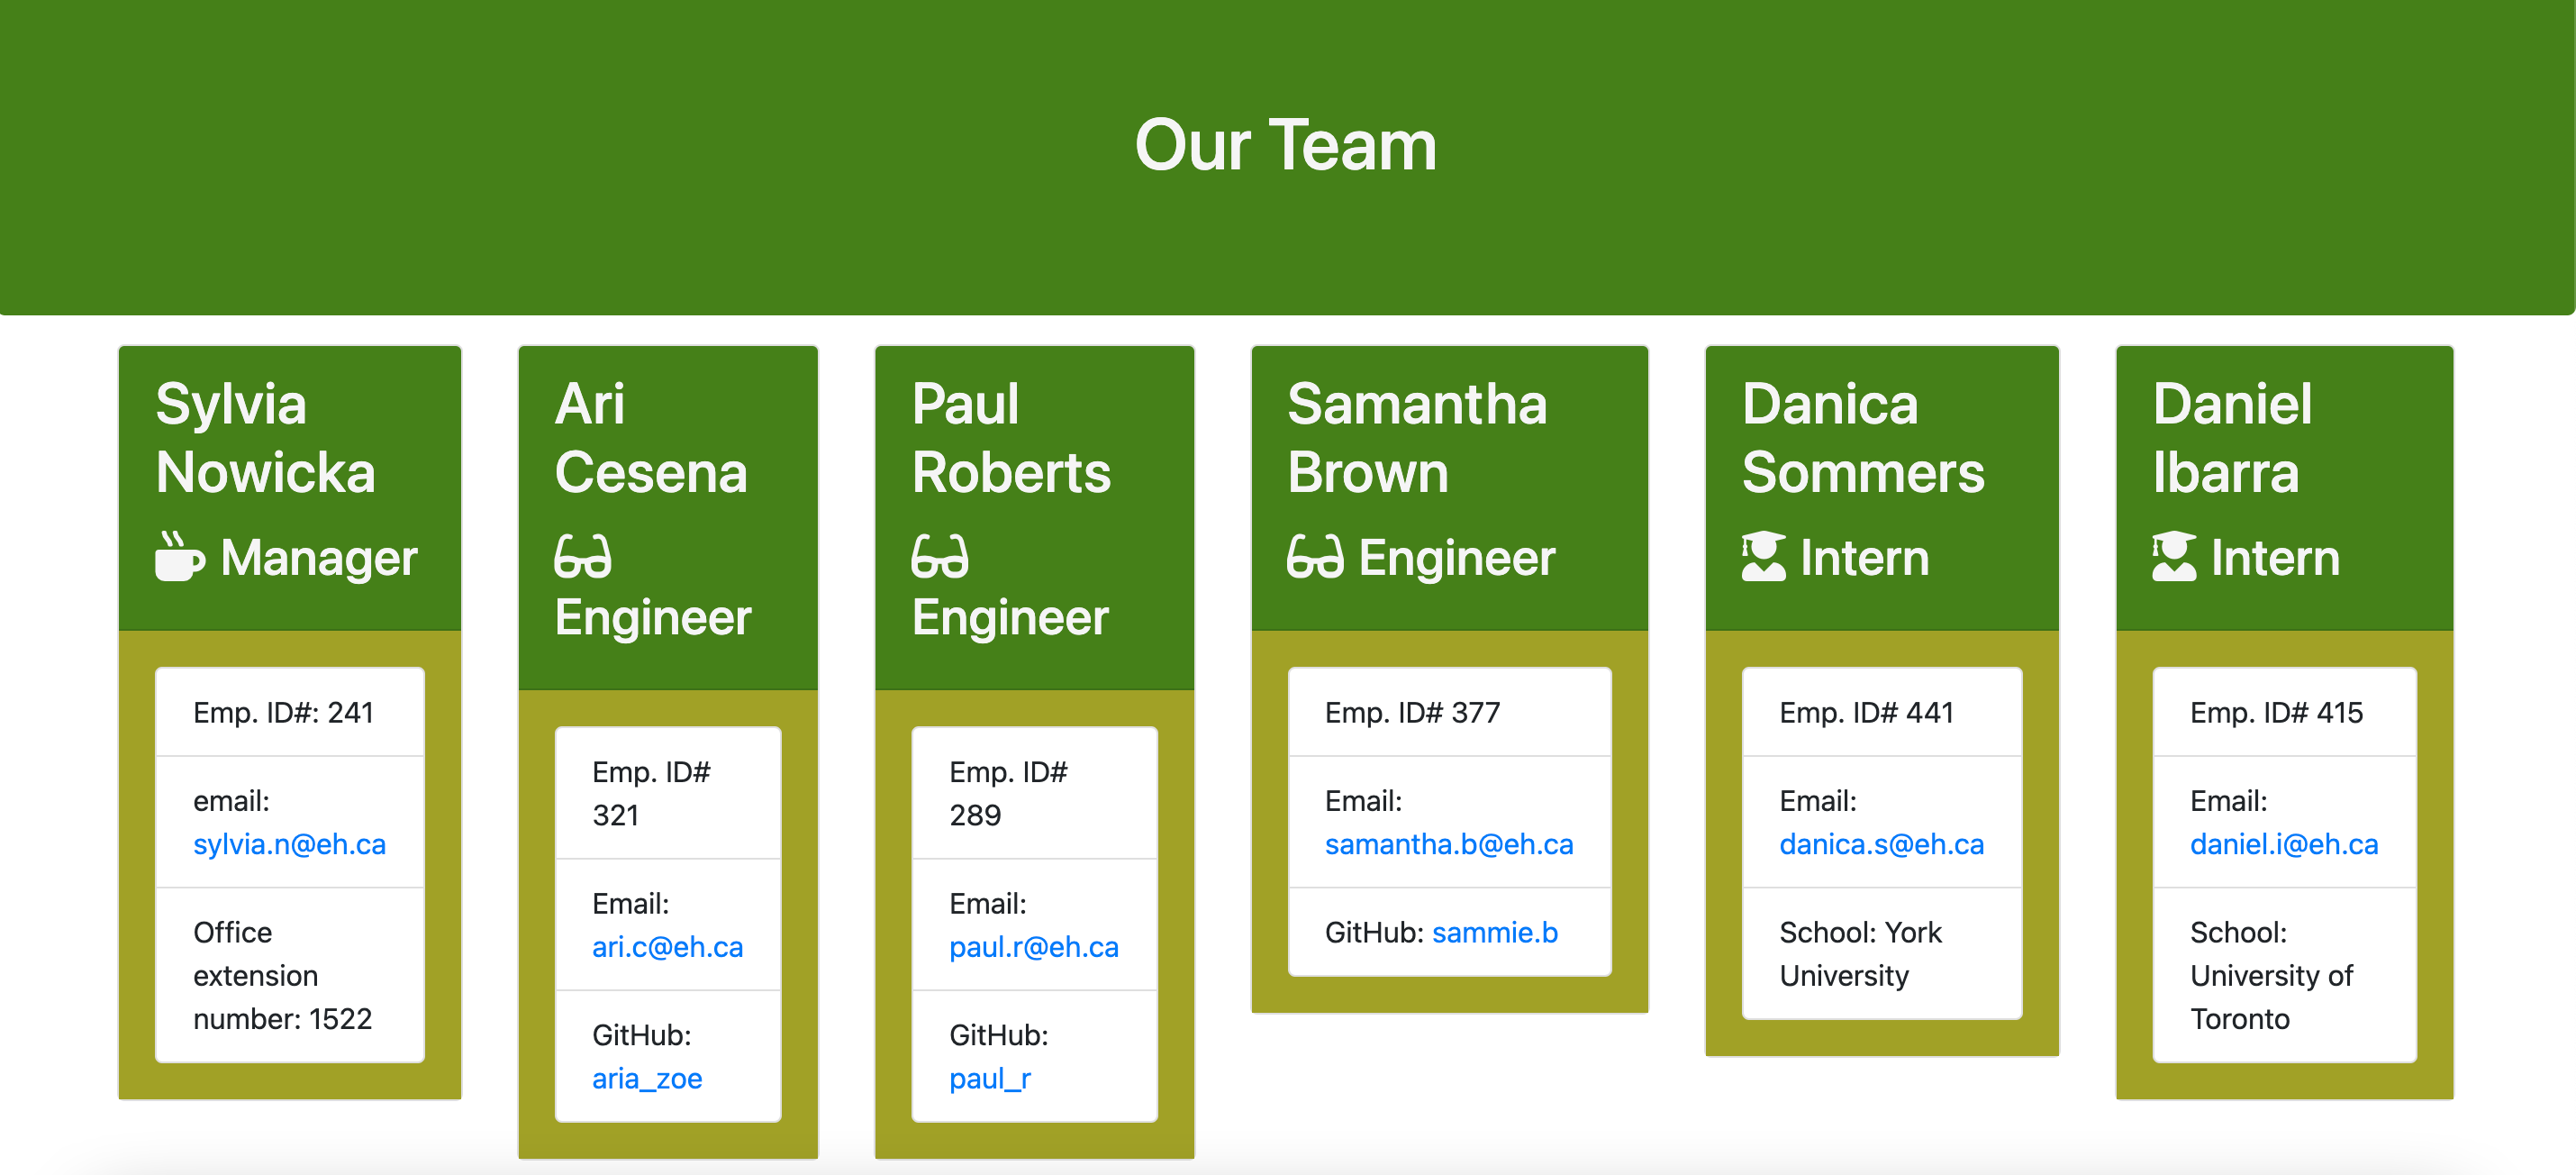 Our Team
Sylvia
Nowicka
Manager
Emp. ID#: 241
email:
sylvia.n@eh.ca
Office
extension
number: 1522
Ari
Cesena
Engineer
Emp. ID#
321
Email:
ari.c@eh.ca
GitHub:
aria_zoe
Paul
Roberts
Engineer
Emp. ID#
289
Email:
paul.r@eh.ca
GitHub:
paul_r
Samantha
Brown
Engineer
Emp. ID# 377
Email:
samantha.b@eh.ca
GitHub: sammie.b
Danica
Sommers
Intern
Emp. ID# 441
Email:
danica.s@eh.ca
School: York
University
Daniel
Ibarra
Intern
Emp. ID# 415
Email:
daniel.i@eh.ca
School:
University of
Toronto